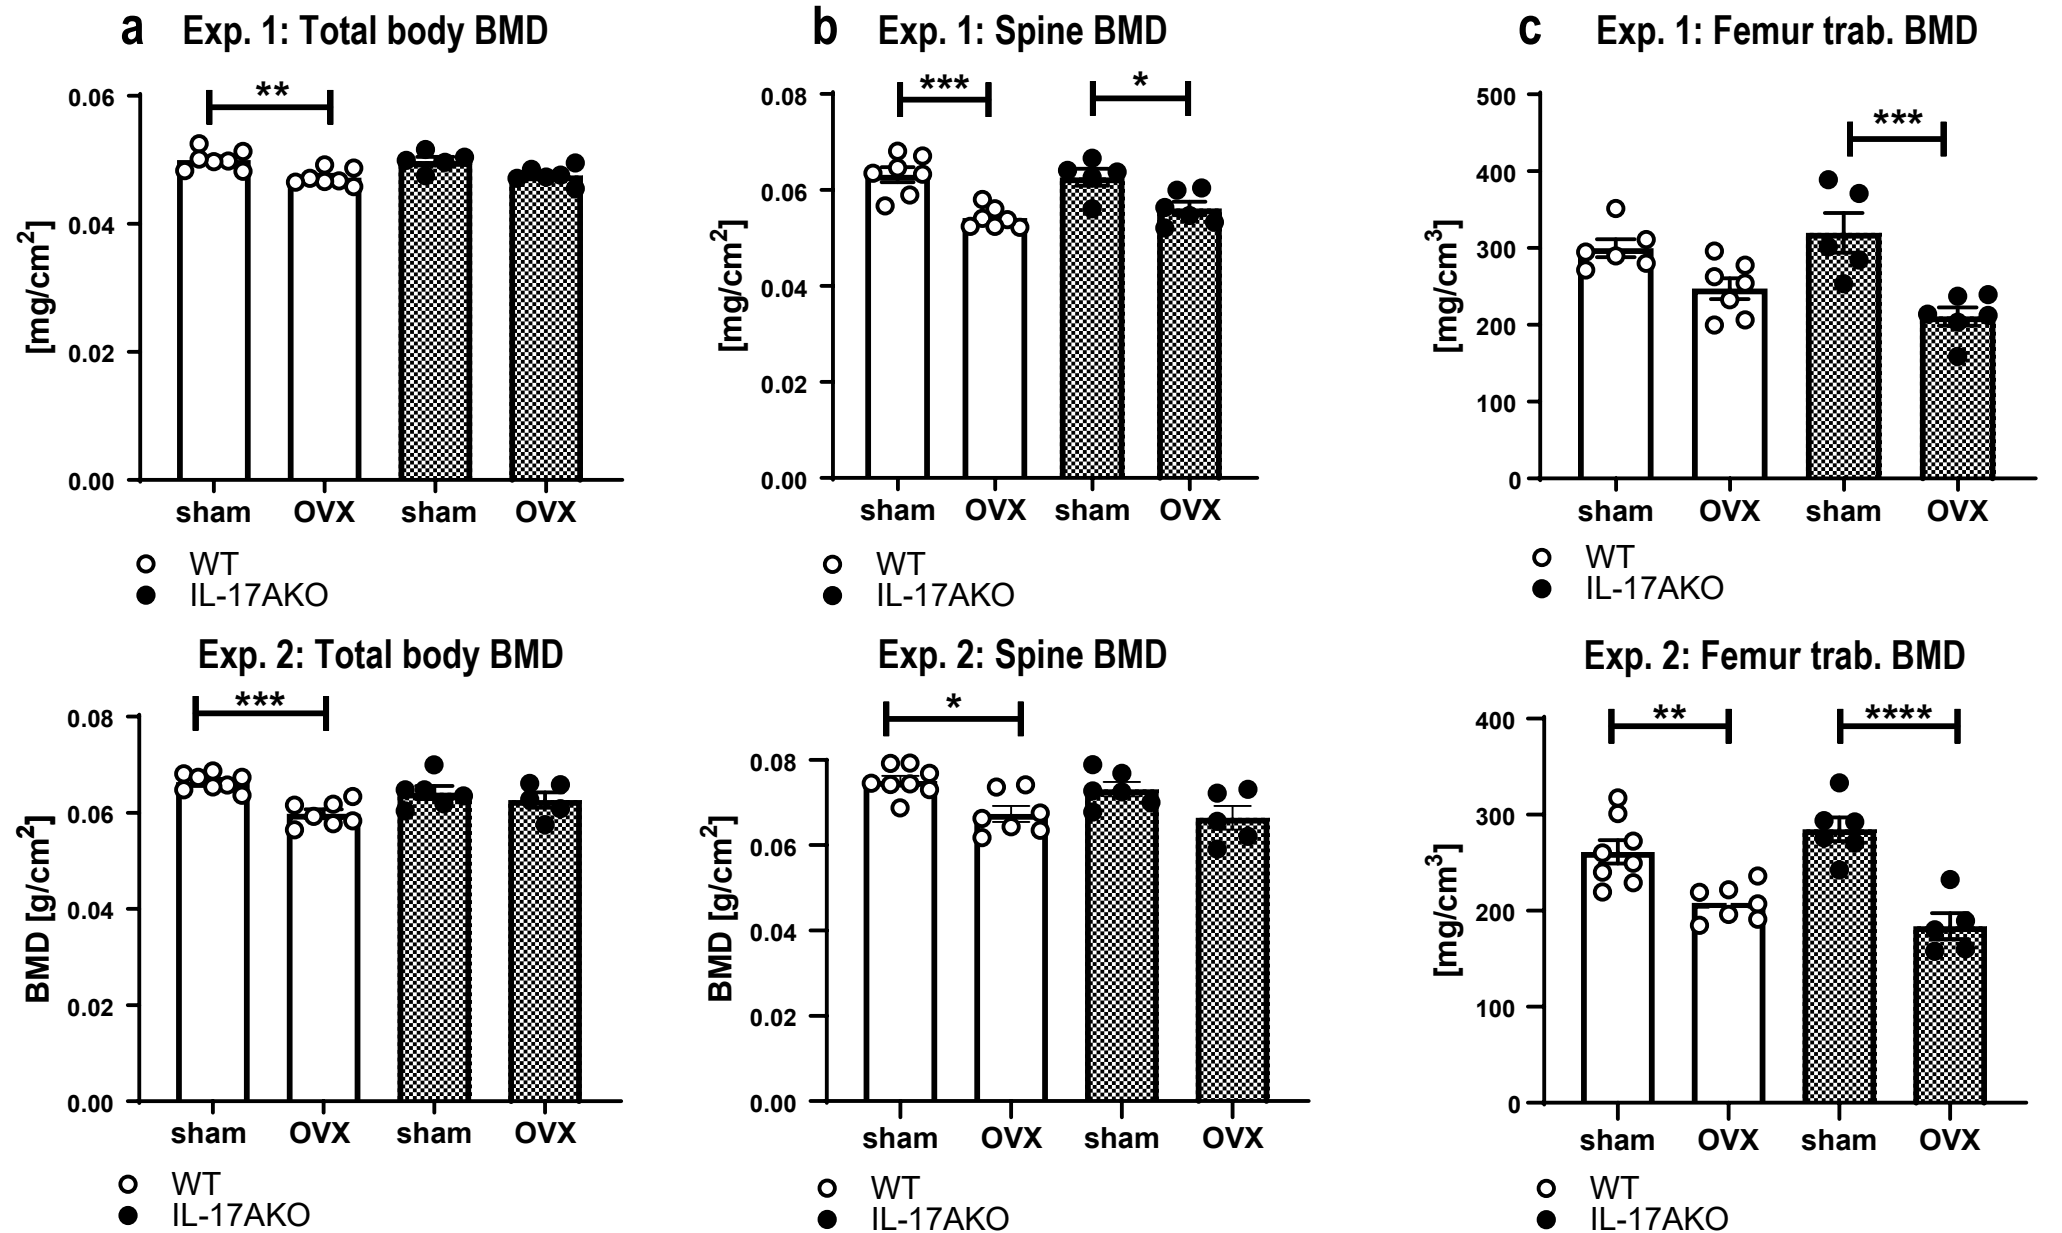 a Exp. 1: Total body BMD
**
[mg/cm²]
0.06
0.04
0.02
0.00
sham OVX sham OVX
WT
IL-17AKO
b Exp. 1: Spine BMD
*** *
[mg/cm²]
0.08
0.06
0.04
0.02
0.00
sham OVX sham OVX
WT
IL-17AKO
c Exp. 1: Femur trab. BMD
***
[mg/cm³]
500
400
300
200
100
0
sham OVX sham OVX
WT
IL-17AKO
Exp. 2: Total body BMD
***
BMD [g/cm²]
0.08
0.06
0.04
0.02
0.00
sham OVX sham OVX
WT
IL-17AKO
Exp. 2: Spine BMD
*
BMD [g/cm²]
0.08
0.06
0.04
0.02
0.00
sham OVX sham OVX
WT
IL-17AKO
Exp. 2: Femur trab. BMD
** ****
[mg/cm³]
400
300
200
100
0
sham OVX sham OVX
WT
IL-17AKO